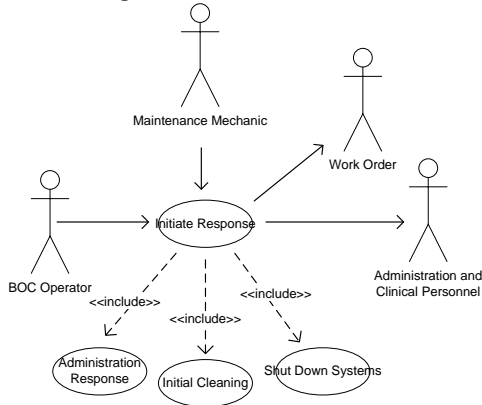 Maintenance Mechanic
Work Order
Initiate Response
BOC Operator
Administration and
Clinical Personnel
<<include>>
<<include>>
<<include>>
Administration
Response
Initial Cleaning
Shut Down Systems